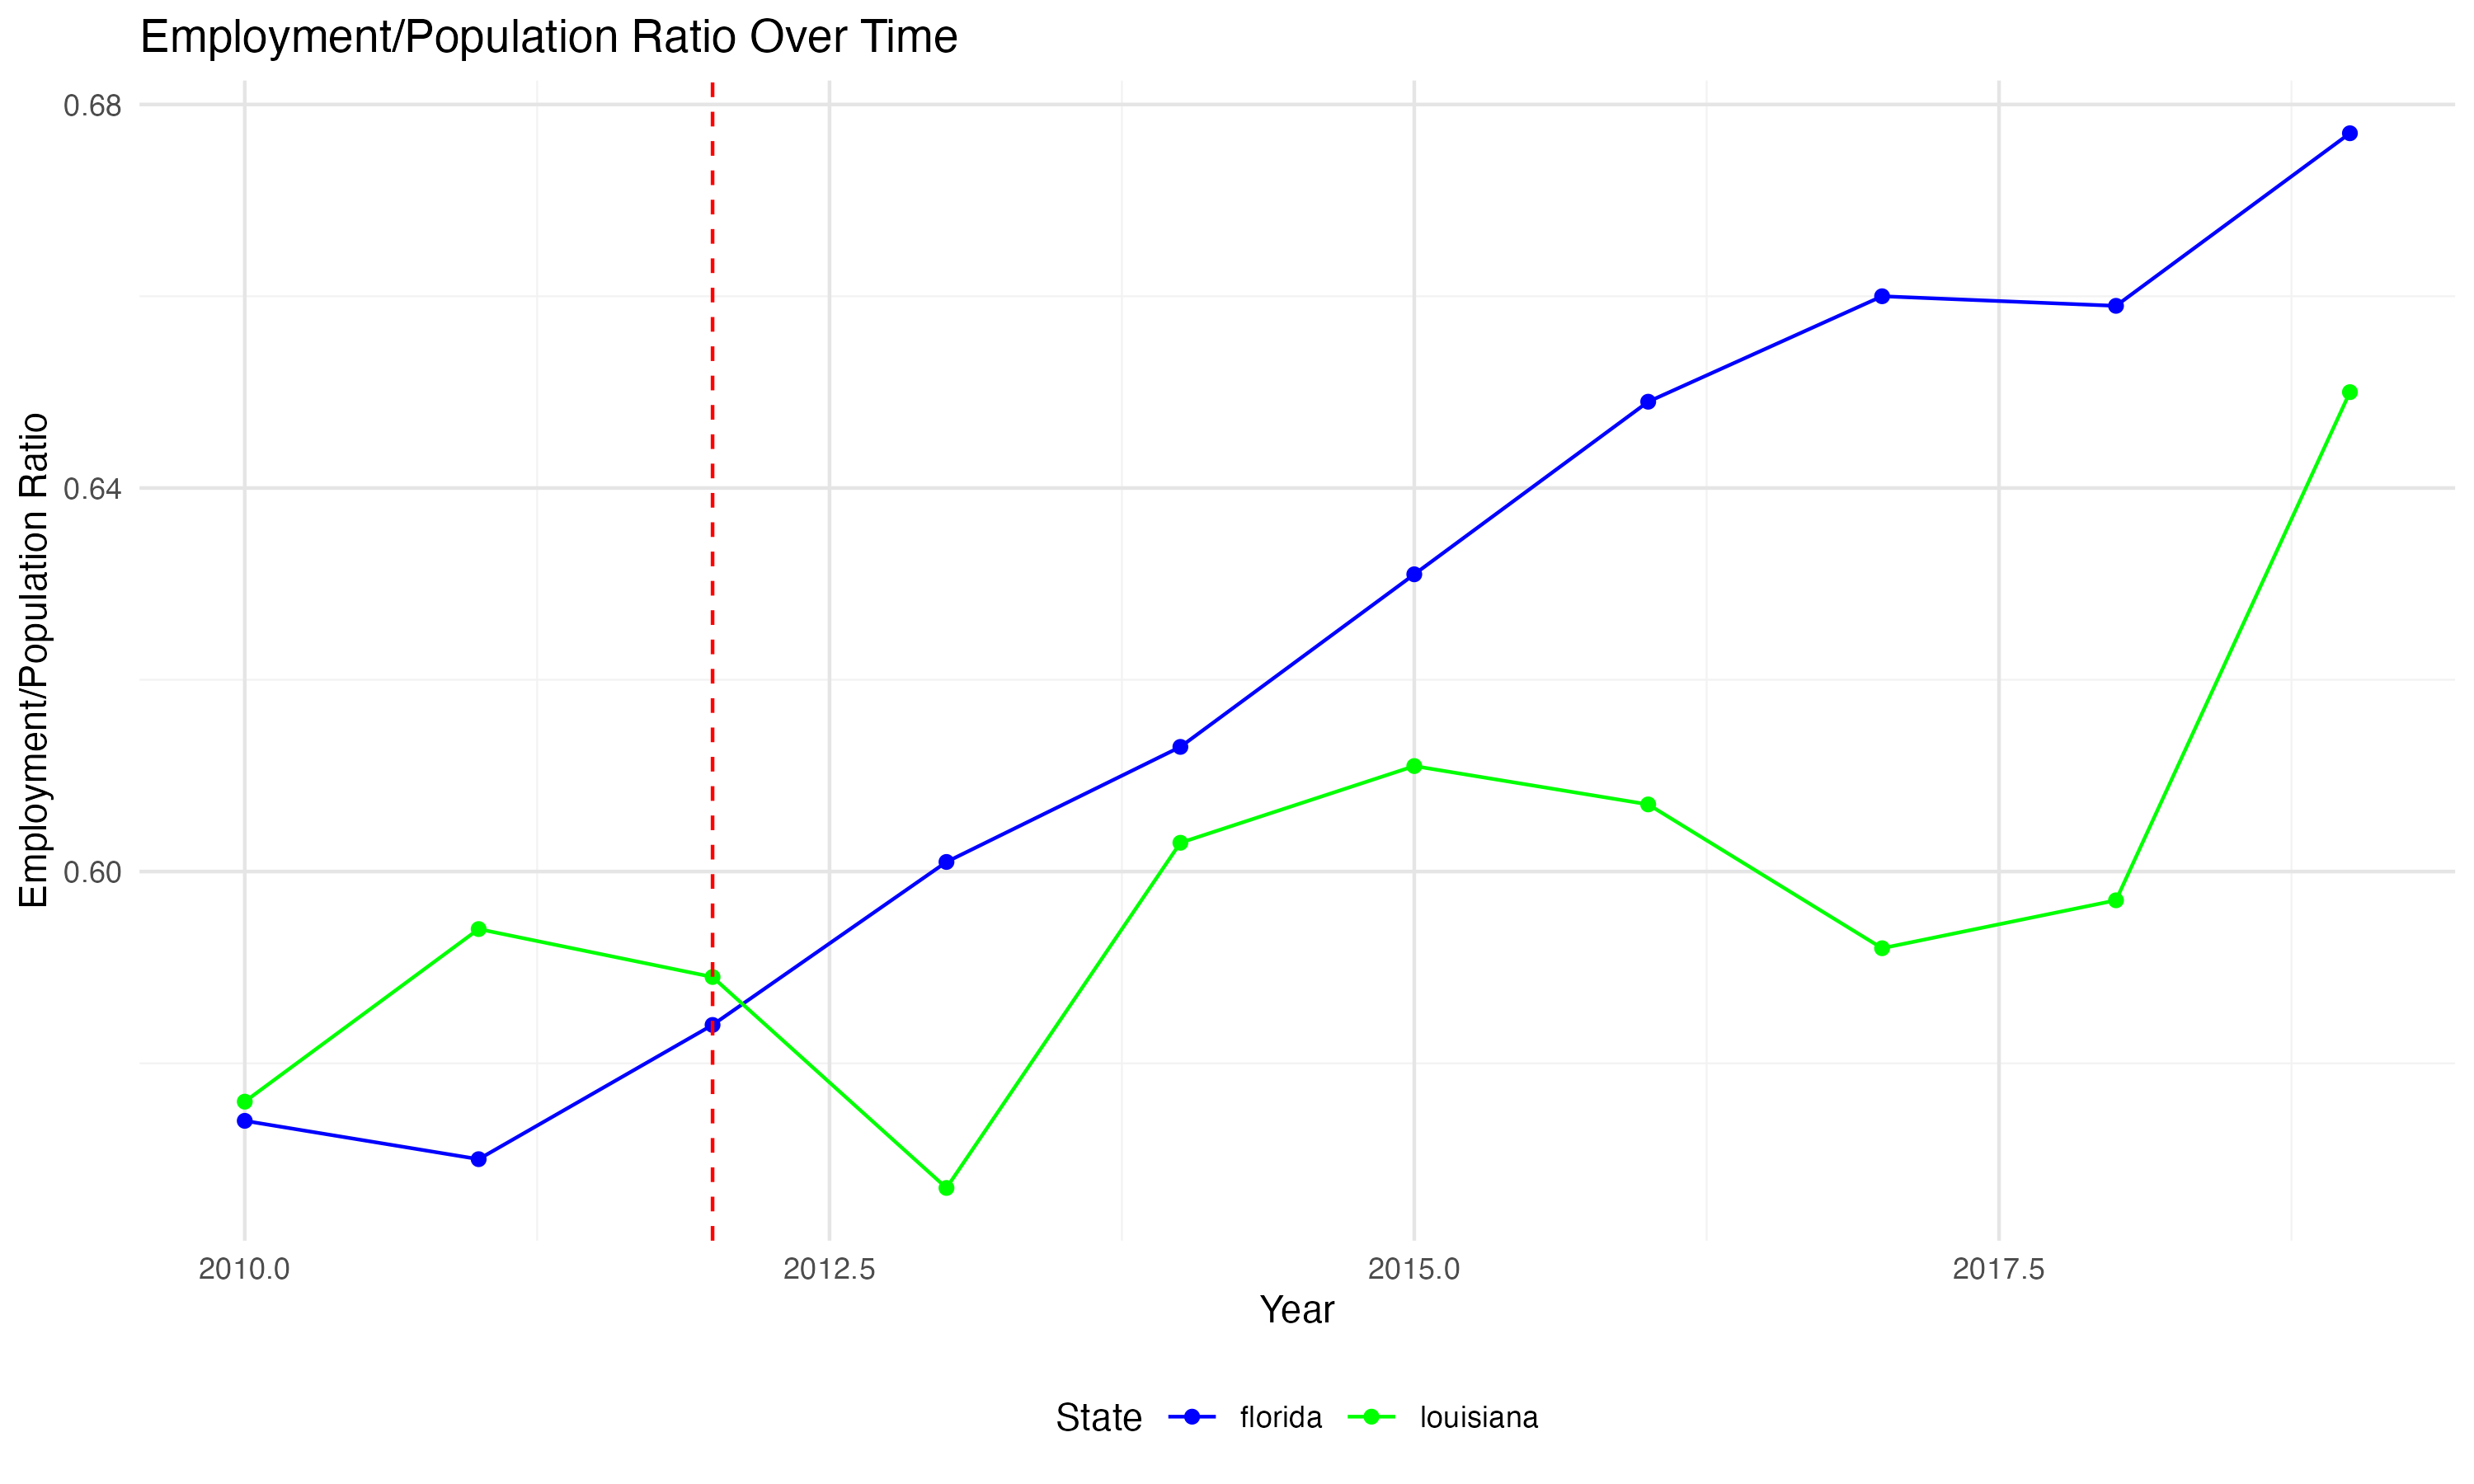 Employment/Population Ratio Over Time
Employment/Population Ratio
0.68
0.64
0.60
2010.0 2012.5 2015.0 2017.5
Year
State florida louisiana